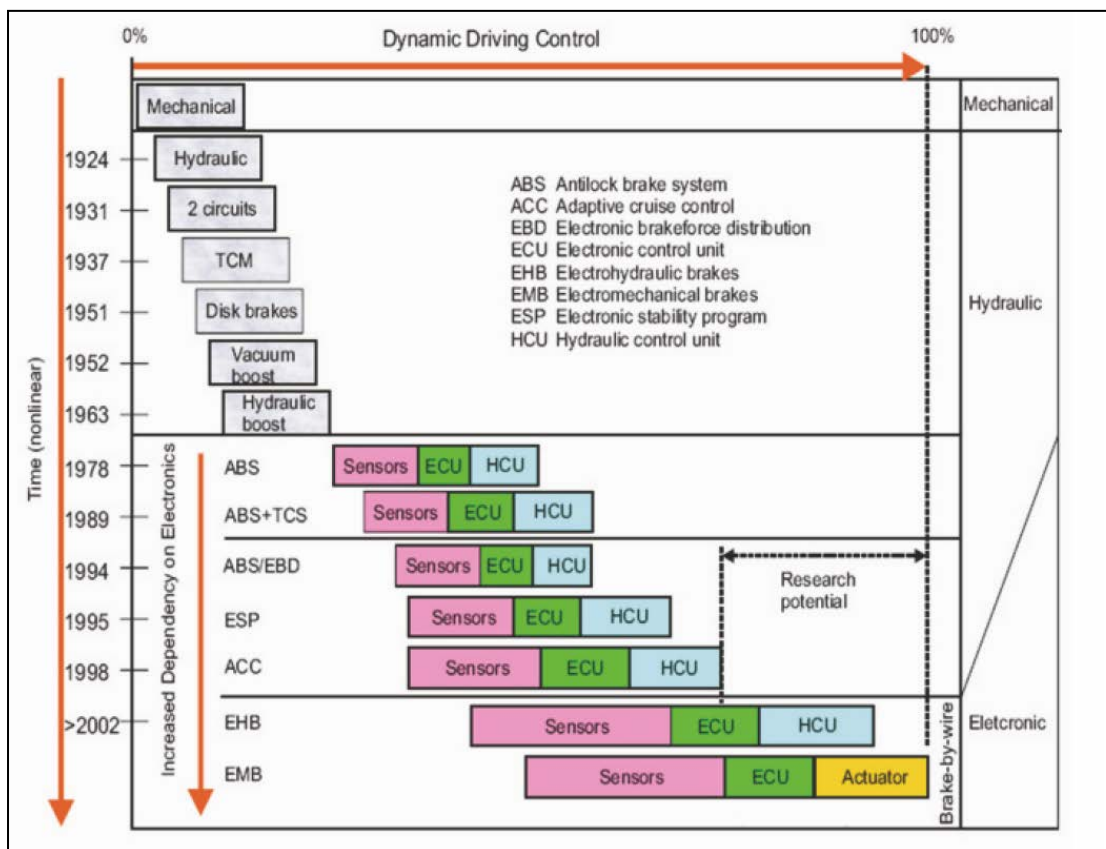 0%
Dynamic Driving Control
100%
Mechanical
Mechanical
1924
Hydraulic
1931
2 circuits
1937
TCM
1951
Disk brakes
1952
Vacuum
boost
1963
Hydraulic
boost
ABS Antilock brake system
ACC Adaptive cruise control
EBD Electronic brakeforce distribution
ECU Electronic control unit
EHB Electrohydraulic brakes
EMB Electromechanical brakes
ESP Electronic stability program
HCU Hydraulic control unit
Hydraulic
Time (nonlinear)
Increased Dependency on Electronics
1978
ABS
Sensors
ECU
HCU
1989
ABS+TCS
Sensors
ECU
HCU
1994
ABS/EBD
Sensors
ECU
HCU
Research
potential
1995
ESP
Sensors
ECU
HCU
1998
ACC
Sensors
ECU
HCU
>2002
EHB
Sensors
ECU
HCU
EMB
Sensors
ECU
Actuator
Brake-by-wire
Eletcronic